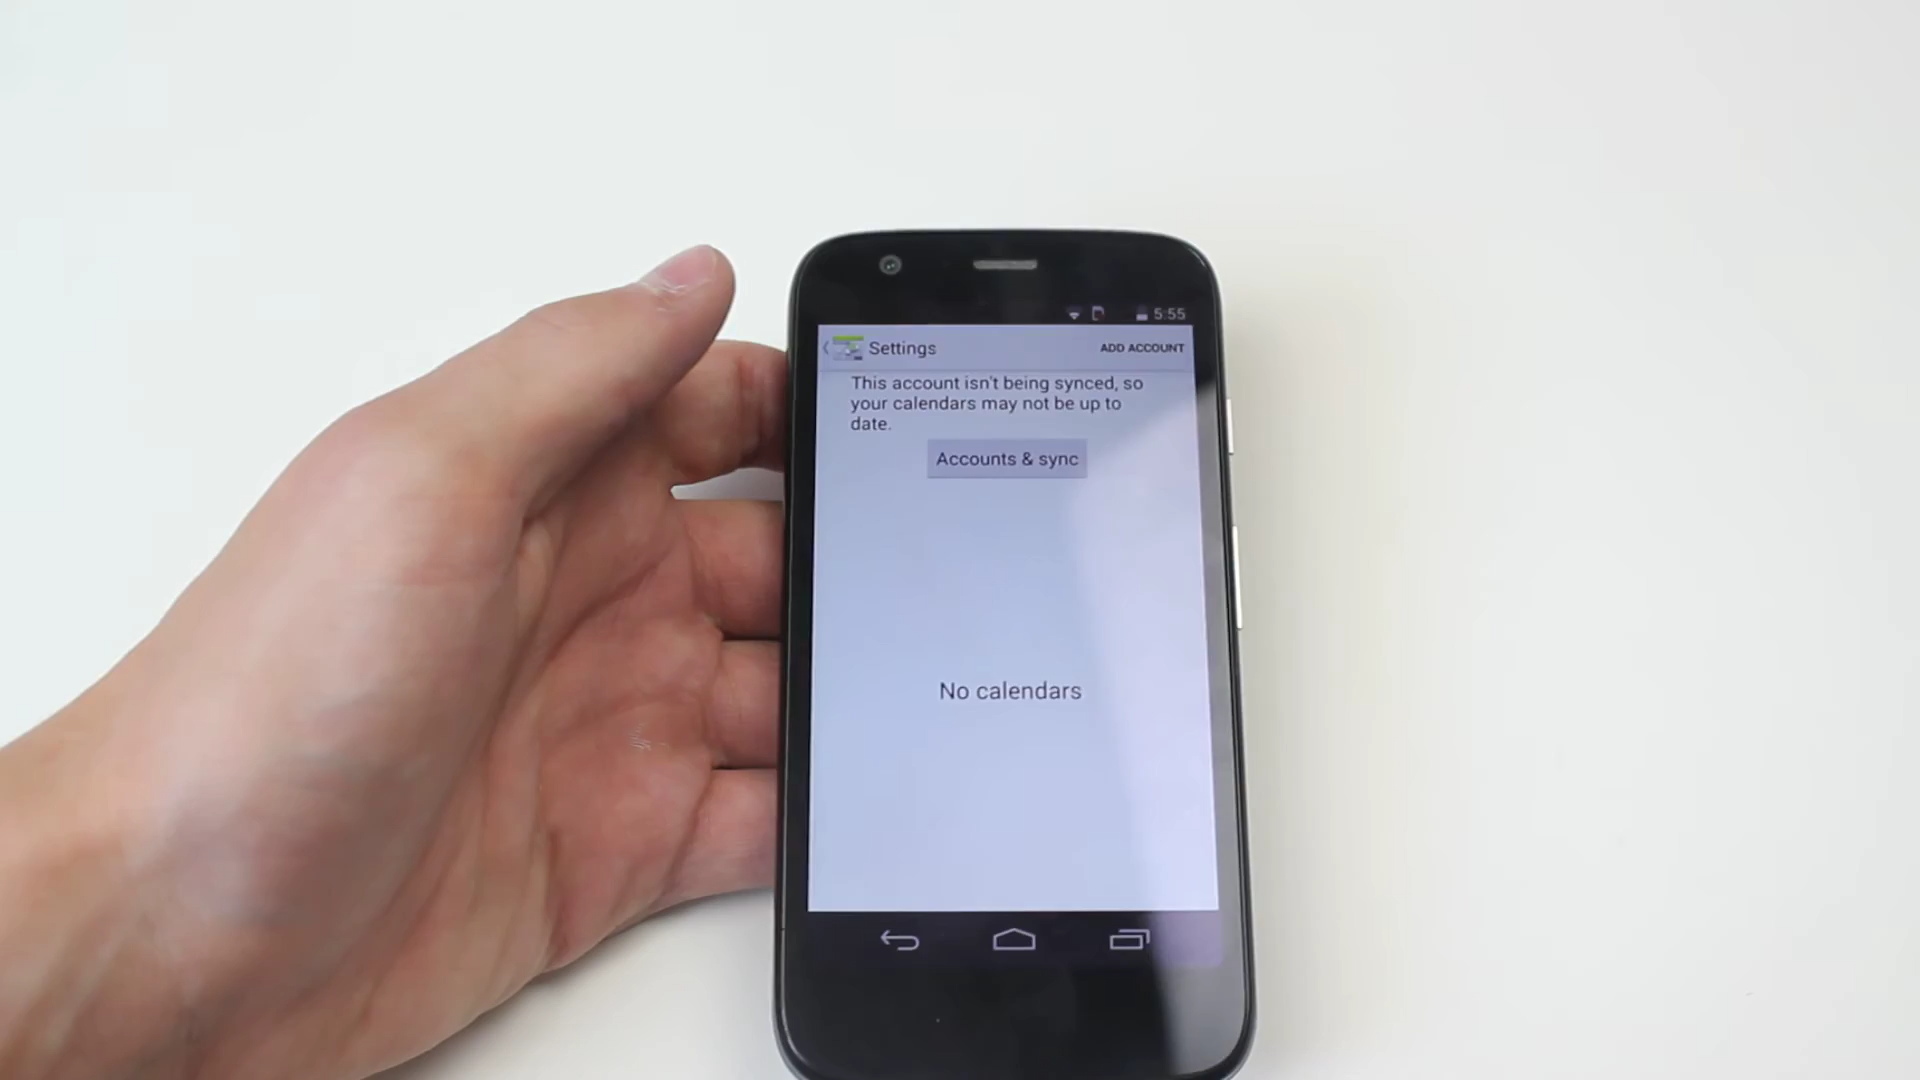 5:55
Settings
ADD ACCOUNT
This account isn't being synced, so
your calendars may not be up to
date.
Accounts & sync
No calendars